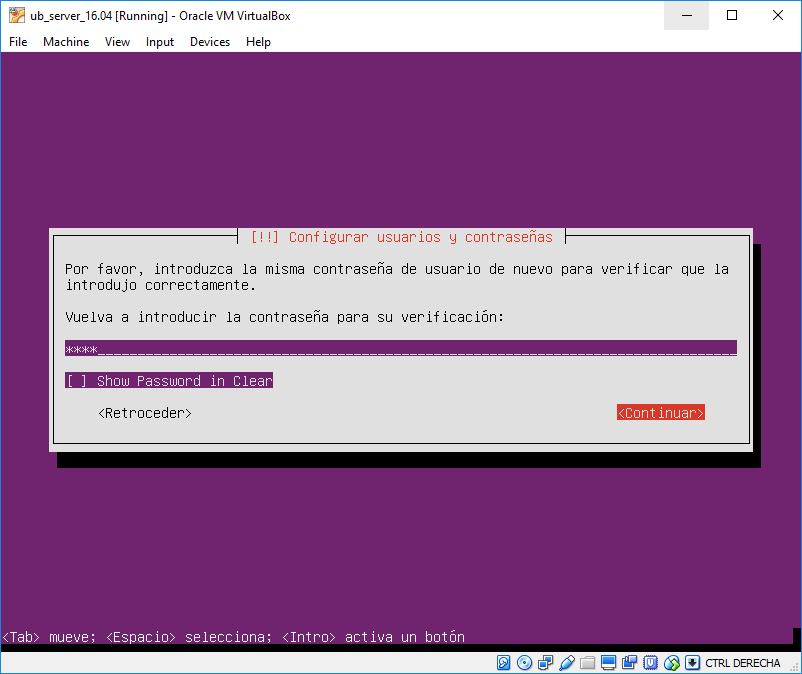 ub_server_16.04 [Running] - Oracle VM VirtualBox
File Machine View Input Devices Help
[!!] Configurar usuarios y contraseñas
Por favor, introduzca la misma contraseña de usuario de nuevo para verificar que la
introdujo correctamente.
Vuelva a introducir la contraseña para su verificación:
****
[ ] Show Password in Clear
<Retroceder> <Continuar>
<Tab> mueve; <Espacio> selecciona; <Intro> activa un botón
CTRL DERECHA